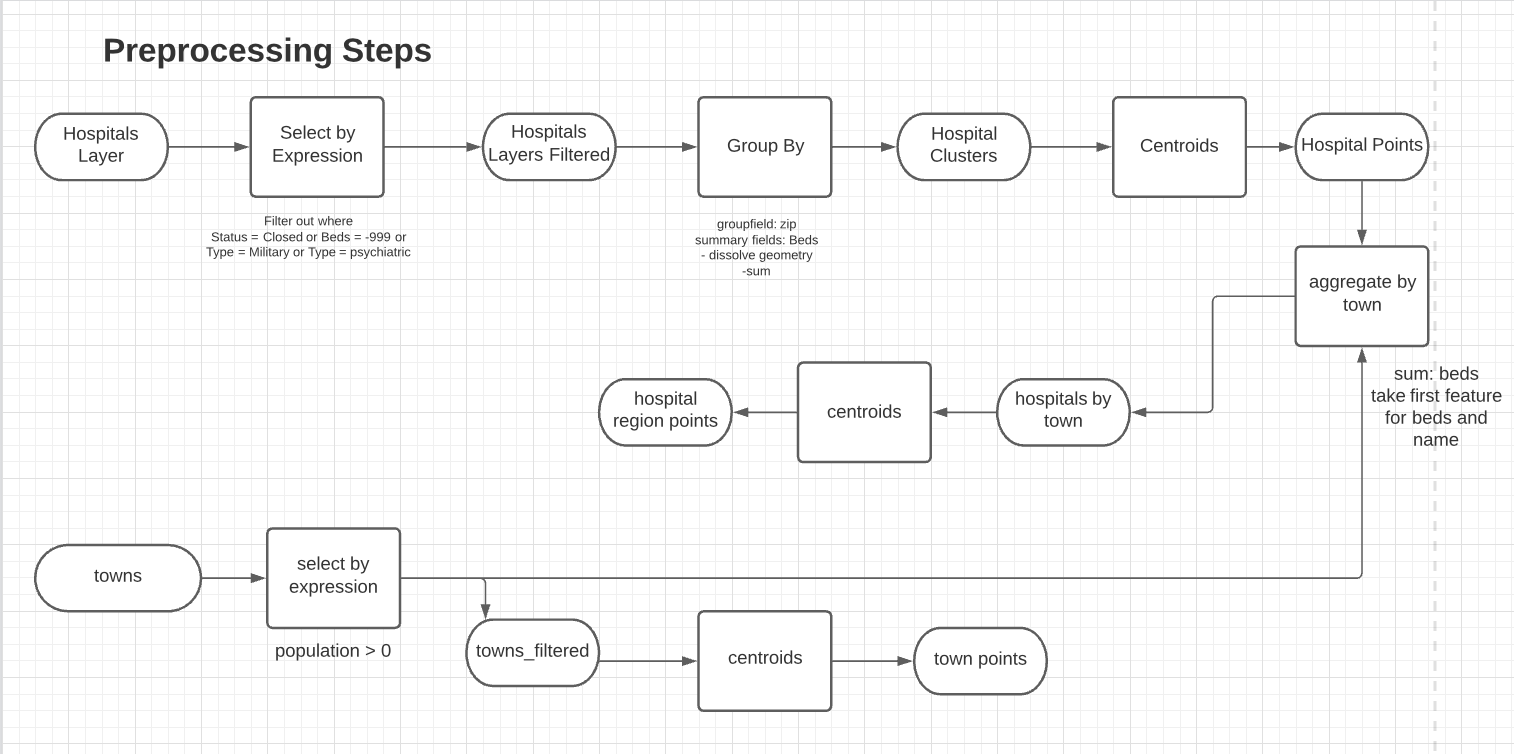 Preprocessing Steps
Hospitals
Layer
Select by
Expression
Hospitals
Layers Filtered
Group By
Hospital
Clusters
Centroids
Hospital Points
Filter out where
Status = Closed or Beds = -999 or
Type = Military or Type = psychiatric
groupfield: zip
summary fields: Beds
- dissolve geometry
-sum
aggregate by
town
sum: beds
take first feature
for beds and
name
hospital
region points
centroids
hospitals by
town
towns
select by
expression
population > 0
towns_filtered
centroids
town points